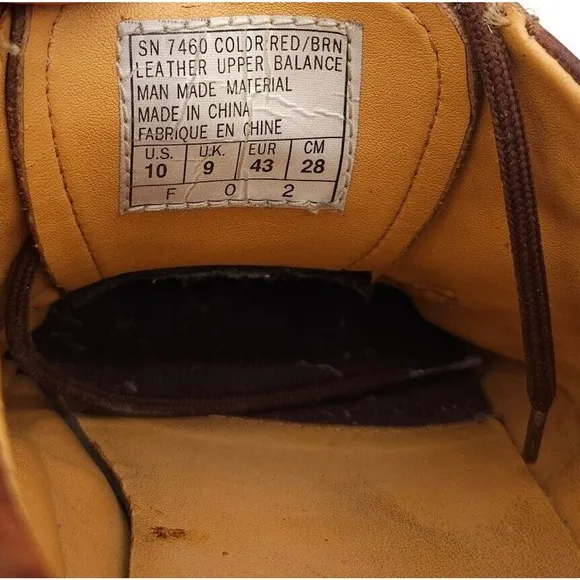 SN 7460 COLOR RED/BRN
LEATHER UPPER BALANCE
MAN MADE MATERIAL
MADE IN CHINA
FABRIQUE EN CHINE
U.S. U.K. EUR CM
10 9 43 28
F 0 2